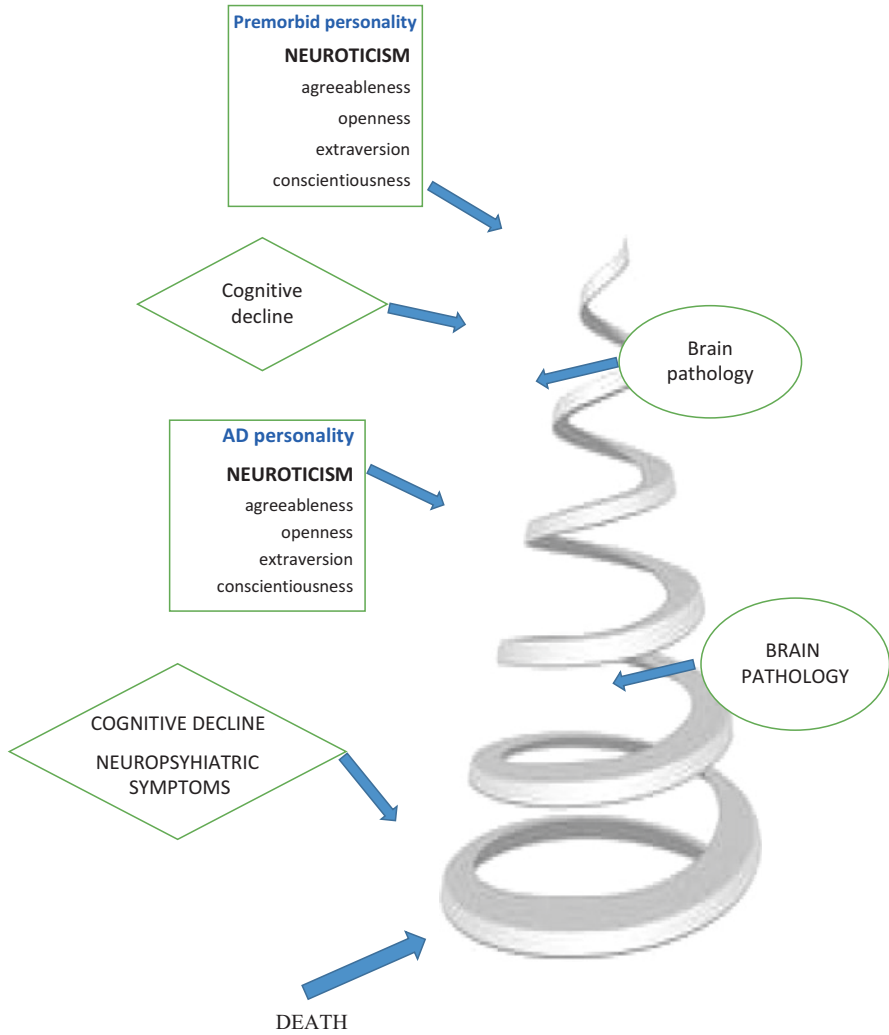 Premorbid personality
NEUROTICISM
agreeableness
openness
extraversion
conscientiousness
Cognitive
decline
Brain
pathology
AD personality
NEUROTICISM
agreeableness
openness
extraversion
conscientiousness
BRAIN
PATHOLOGY
COGNITIVE DECLINE
NEUROPSYHIATRIC
SYMPTOMS
DEATH